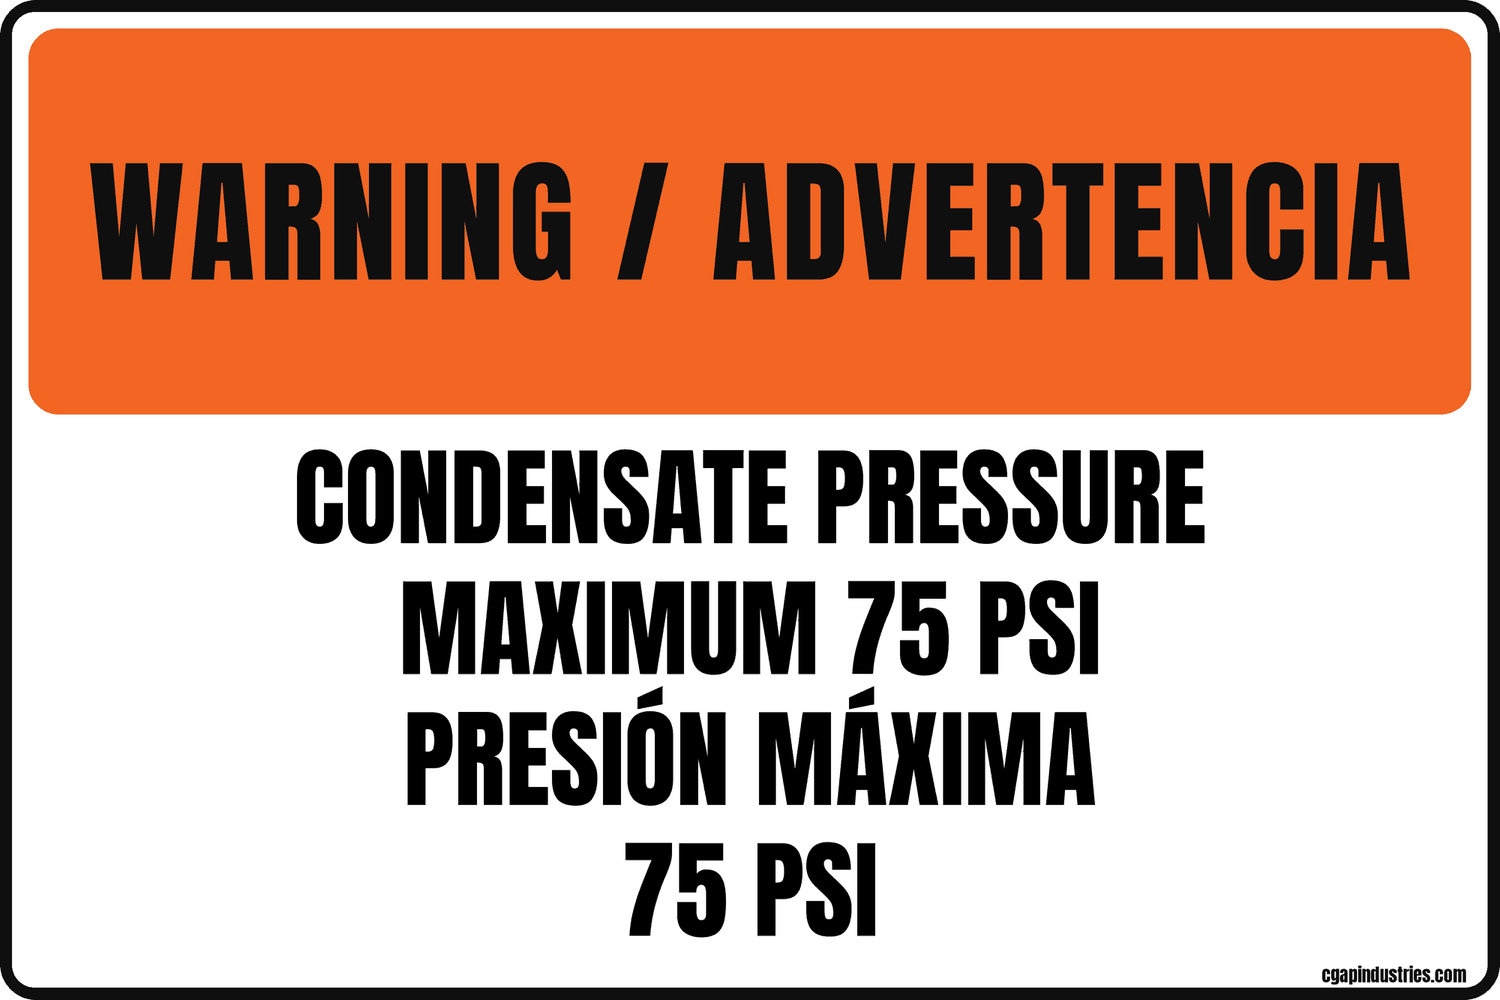 WARNING / ADVERTENCIA
CONDENSATE PRESSURE
MAXIMUM 75 PSI
PRESIÓN MÁXIMA
75 PSI
cgapindustries.com